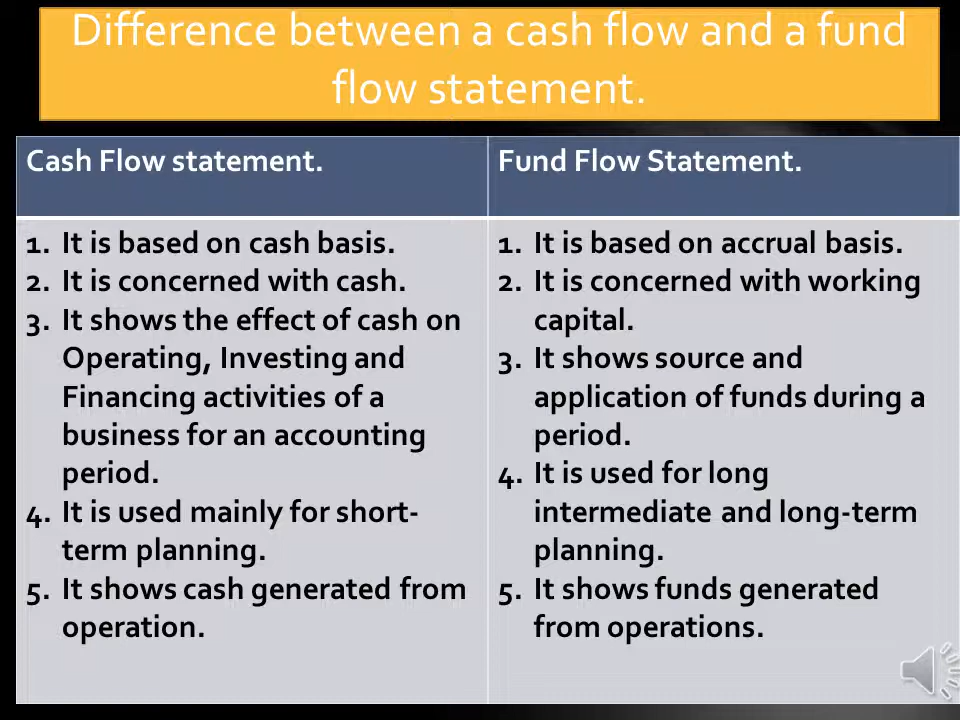 Difference between a cash flow and a fund
flow statement.
Cash Flow statement.
Fund Flow Statement.
1. It is based on cash basis.
2. It is concerned with cash.
3. It shows the effect of cash on
Operating, Investing and
Financing activities of a
business for an accounting
period.
4. It is used mainly for short-
term planning.
5. It shows cash generated from
operation.
1. It is based on accrual basis.
2. It is concerned with working
capital.
3. It shows source and
application of funds during a
period.
4. It is used for long
intermediate and long-term
planning.
5. It shows funds generated
from operations.